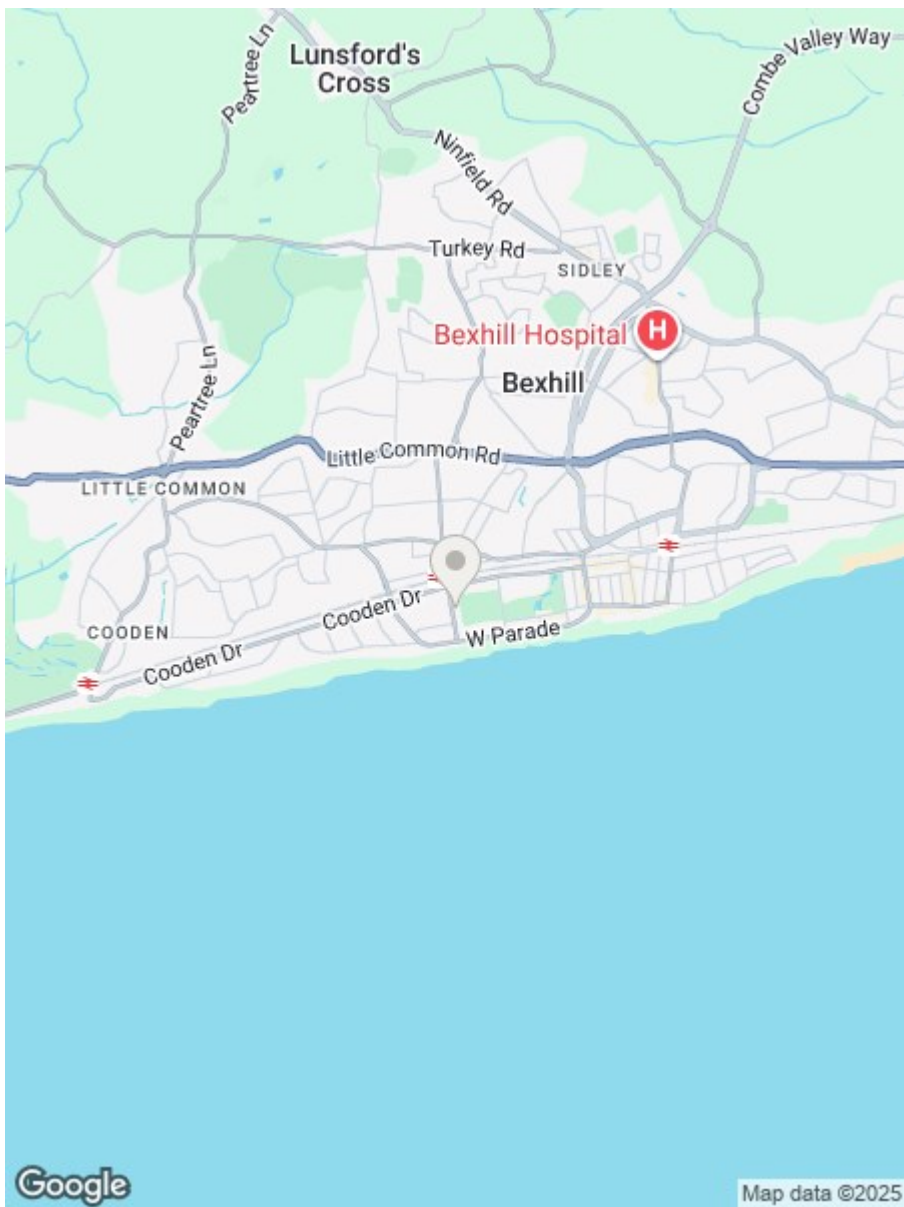 Lunsford's
Cross
Peartree Ln
Combe Valley Way
Ninfield Rd
Turkey Rd
SIDLEY
Bexhill Hospital
H
Bexhill
Peartree Ln
Little Common Rd
LITTLE COMMON
Cooden Dr
W Parade
COODEN
Cooden Dr
Google
Map data ©2025